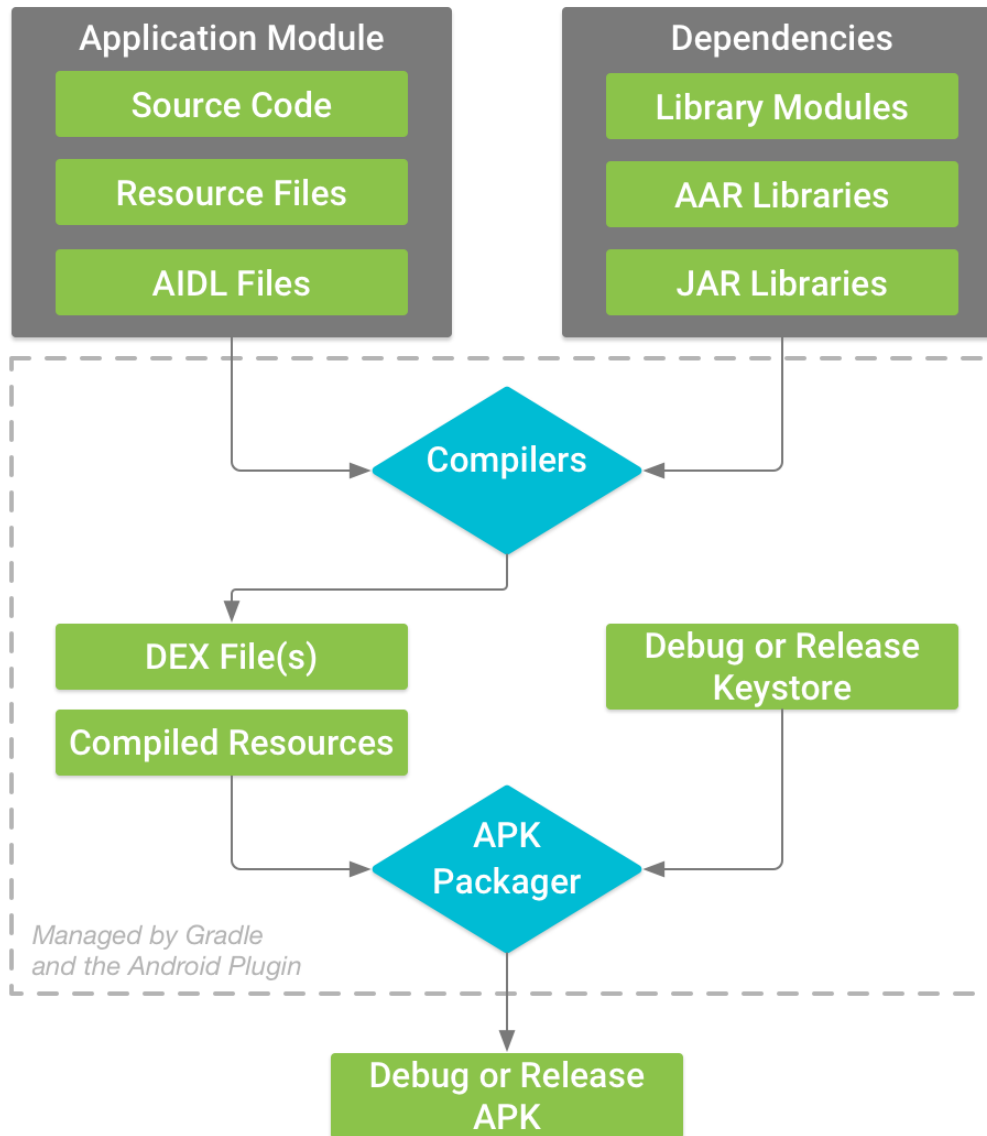 Application Module
Source Code
Resource Files
AIDL Files
Dependencies
Library Modules
AAR Libraries
JAR Libraries
Compilers
DEX File(s)
Compiled Resources
Debug or Release
Keystore
APK
Packager
Managed by Gradle
and the Android Plugin
Debug or Release
APK